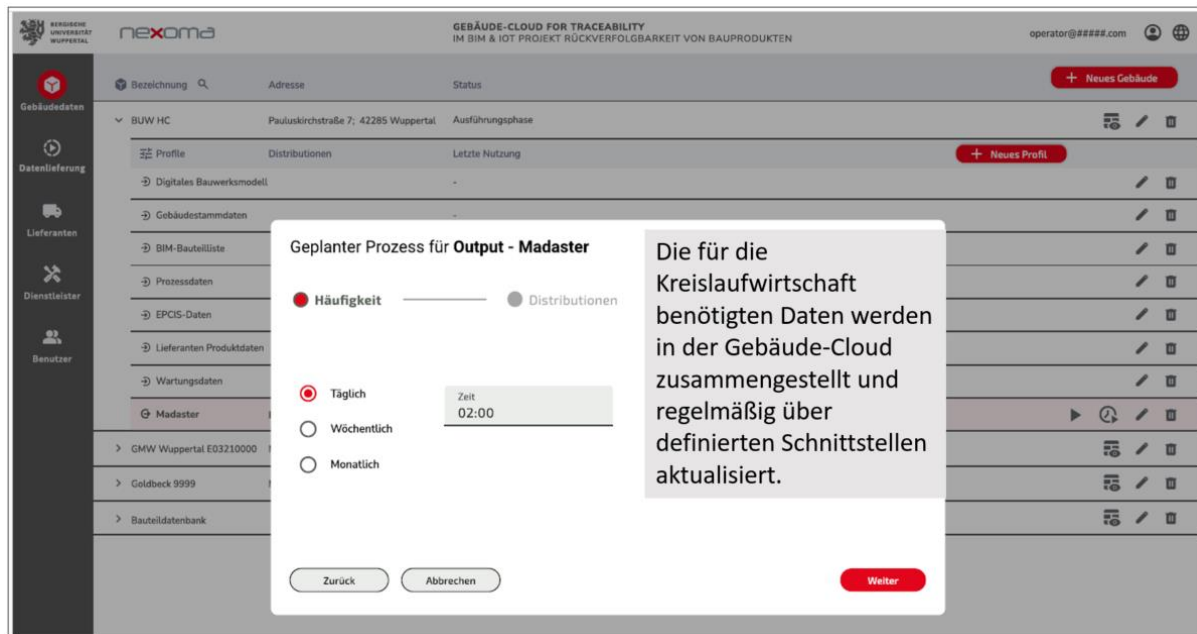 BERGISCHE
UNIVERSITÄT
WUPPERTAL
nexoma
GEBÄUDE-CLOUD FOR TRACEABILITY
IM BIM & IOT PROJEKT RÜCKVERFOLGBARKEIT VON BAUPRODUKTEN
operator@#####.com
Gebäudedaten
Datenlieferung
Lieferanten
Dienstleister
Benutzer
Bezeichnung Adresse Status + Neues Gebäude
BUW HC Pauluskirchstraße 7; 42285 Wuppertal Ausführungsphase
Profile Distributionen Letzte Nutzung + Neues Profil
Digitales Bauwerksmodell -
Gebäudestammdaten -
BIM-Bauteilliste
Prozessdaten
EPCIS-Daten
Lieferanten Produktdaten
Wartungsdaten
Madaster
GMW Wuppertal E03210000
Goldbeck 9999
Bauteildatenbank
Geplanter Prozess für Output - Madaster
Häufigkeit Distributionen
Täglich
Wöchentlich
Monatlich
Zeit
02:00
Zurück Abbrechen Weiter
Die für die
Kreislaufwirtschaft
benötigten Daten werden
in der Gebäude-Cloud
zusammengestellt und
regelmäßig über
definierten Schnittstellen
aktualisiert.